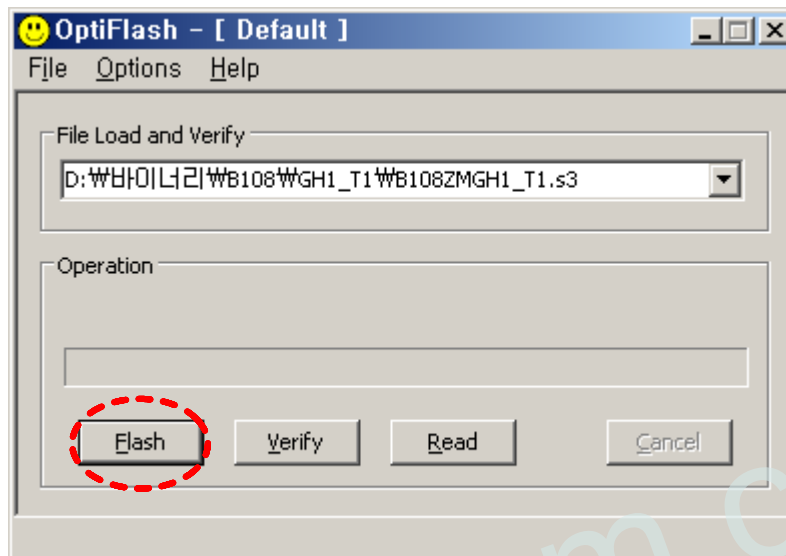 OptiFlash - [ Default ]
File Options Help
File Load and Verify
D:₩바이너리₩B108₩GH1_T1₩B108ZMGH1_T1.s3
Operation
Flash Verify Read Cancel
m c